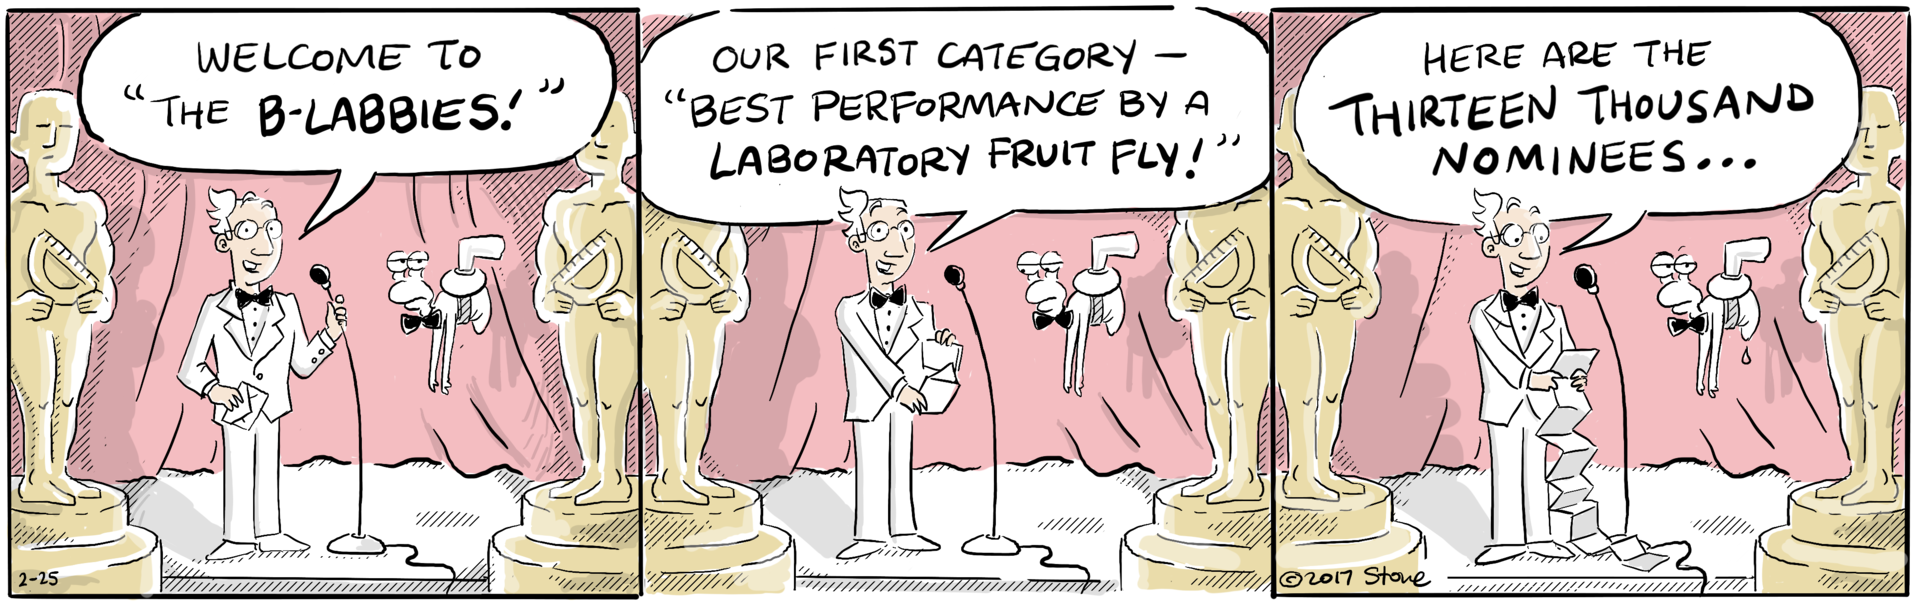 WELCOME TO
"THE B-LABBIES!"
OUR FIRST CATEGORY —
"BEST PERFORMANCE BY A
LABORATORY FRUIT FLY!"
HERE ARE THE
THIRTEEN THOUSAND
NOMINEES...
2-25
©2017 Stone